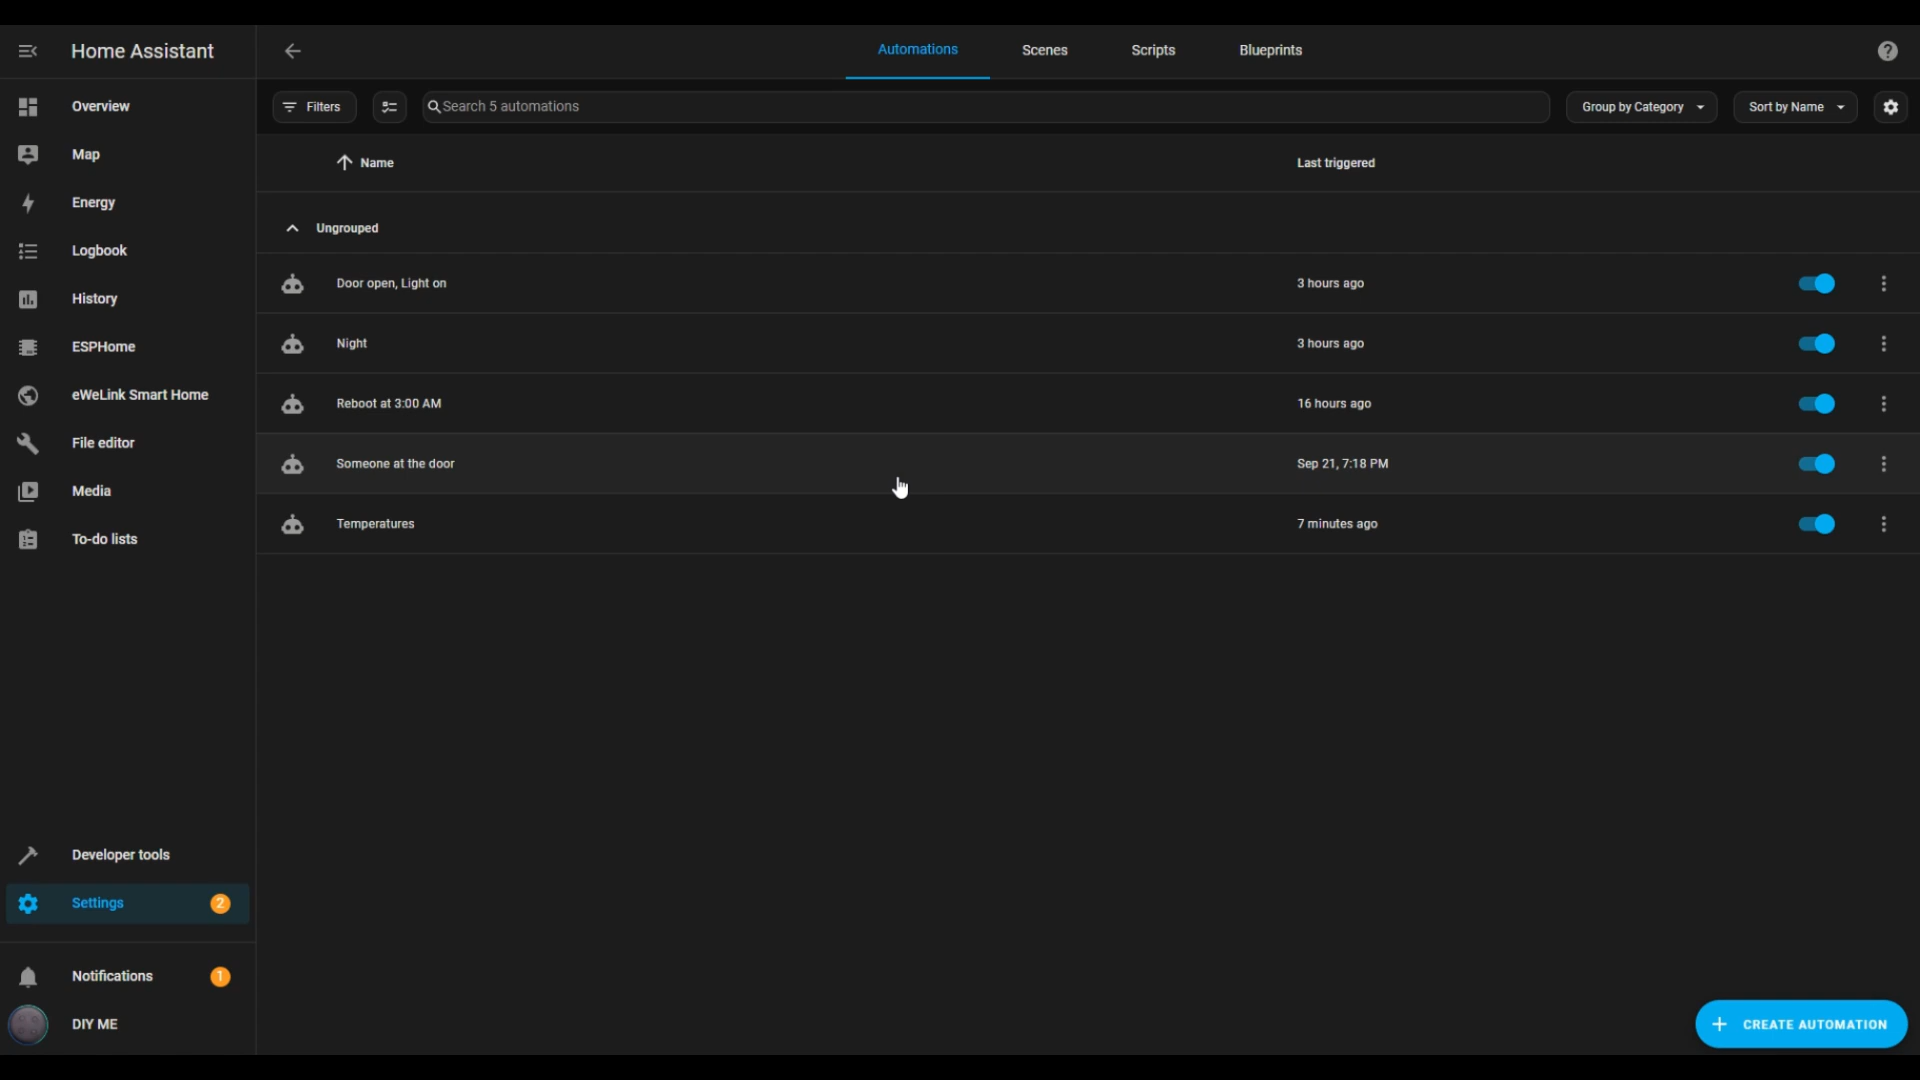 Home Assistant
Automations Scenes Scripts Blueprints
Overview
Map
Energy
Logbook
History
ESPHome
eWeLink Smart Home
File editor
Media
To-do lists
Developer tools
Settings 2
Notifications 1
DIY ME
Filters Search 5 automations Group by Category Sort by Name
Name Last triggered
Ungrouped
Door open, Light on 3 hours ago
Night 3 hours ago
Reboot at 3:00 AM 16 hours ago
Someone at the door Sep 21, 7:18 PM
Temperatures 7 minutes ago
CREATE AUTOMATION